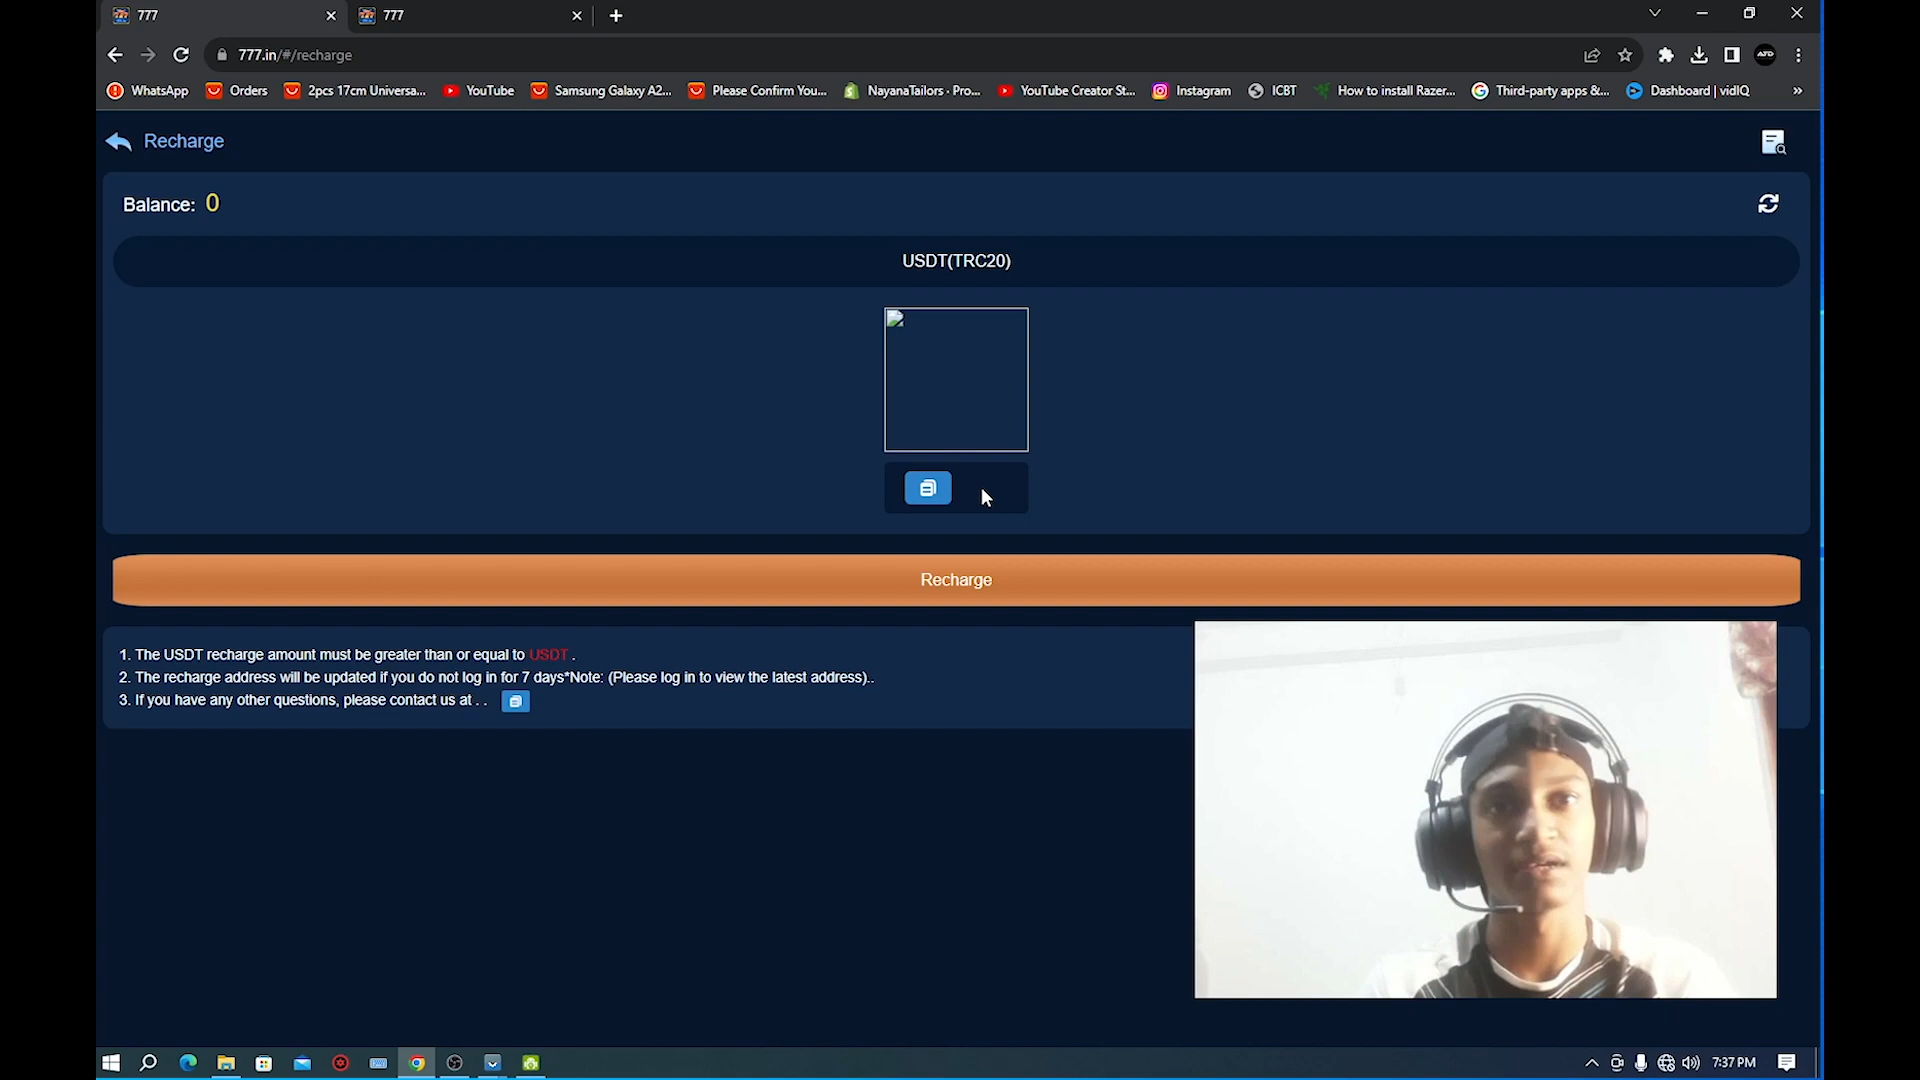 777
777
777.in/#/recharge
WhatsApp
Orders
2pcs 17cm Universa...
YouTube
Samsung Galaxy A2...
Please Confirm You...
NayanaTailors · Pro...
YouTube Creator St...
Instagram
ICBT
How to install Razer...
Third-party apps &...
Dashboard | vidIQ
»
Recharge
Balance: 0
USDT(TRC20)
Recharge
1. The USDT recharge amount must be greater than or equal to USDT .
2. The recharge address will be updated if you do not log in for 7 days*Note: (Please log in to view the latest address)..
3. If you have any other questions, please contact us at . .
7:37 PM